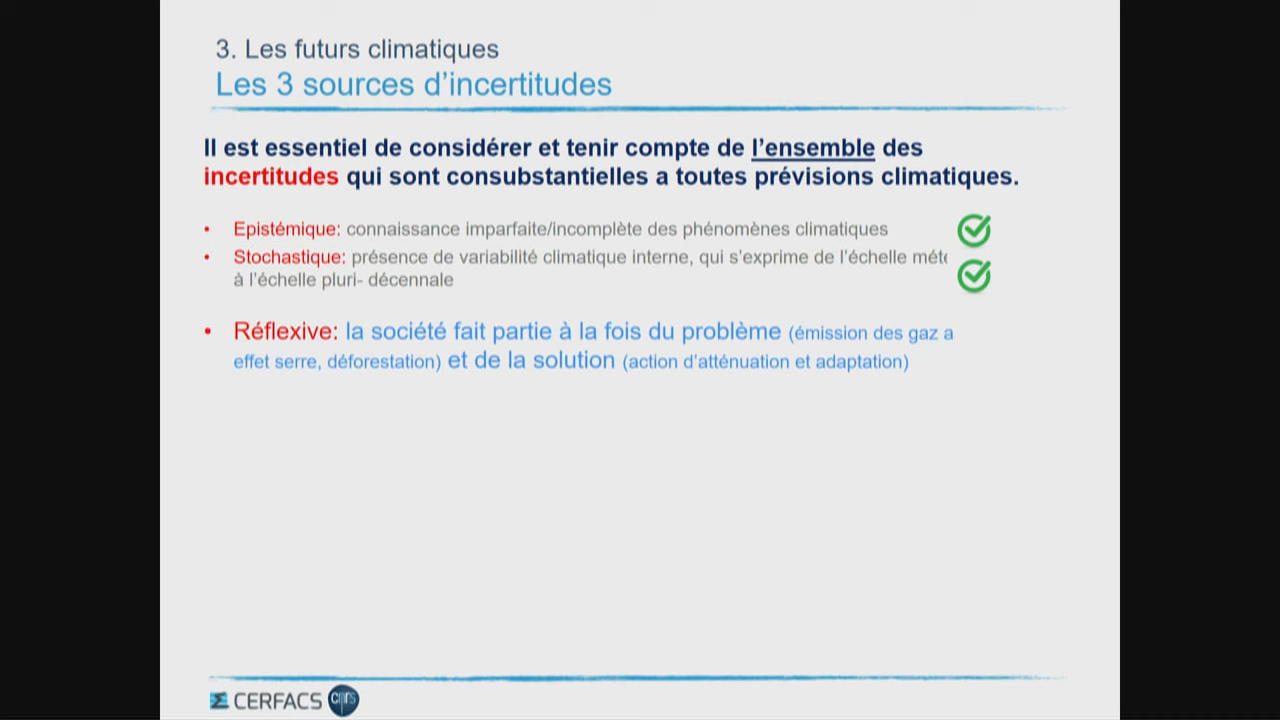 3. Les futurs climatiques
Les 3 sources d'incertitudes
Il est essentiel de considérer et tenir compte de l'ensemble des
incertitudes qui sont consubstantielles a toutes prévisions climatiques.
• Epistémique: connaissance imparfaite/incomplète des phénomènes climatiques
• Stochastique: présence de variabilité climatique interne, qui s'exprime de l'échelle
à l'échelle pluri- décennale
• Réflexive: la société fait partie à la fois du problème (émission des gaz a
effet serre, déforestation) et de la solution (action d'atténuation et adaptation)
CERFACS cnrs